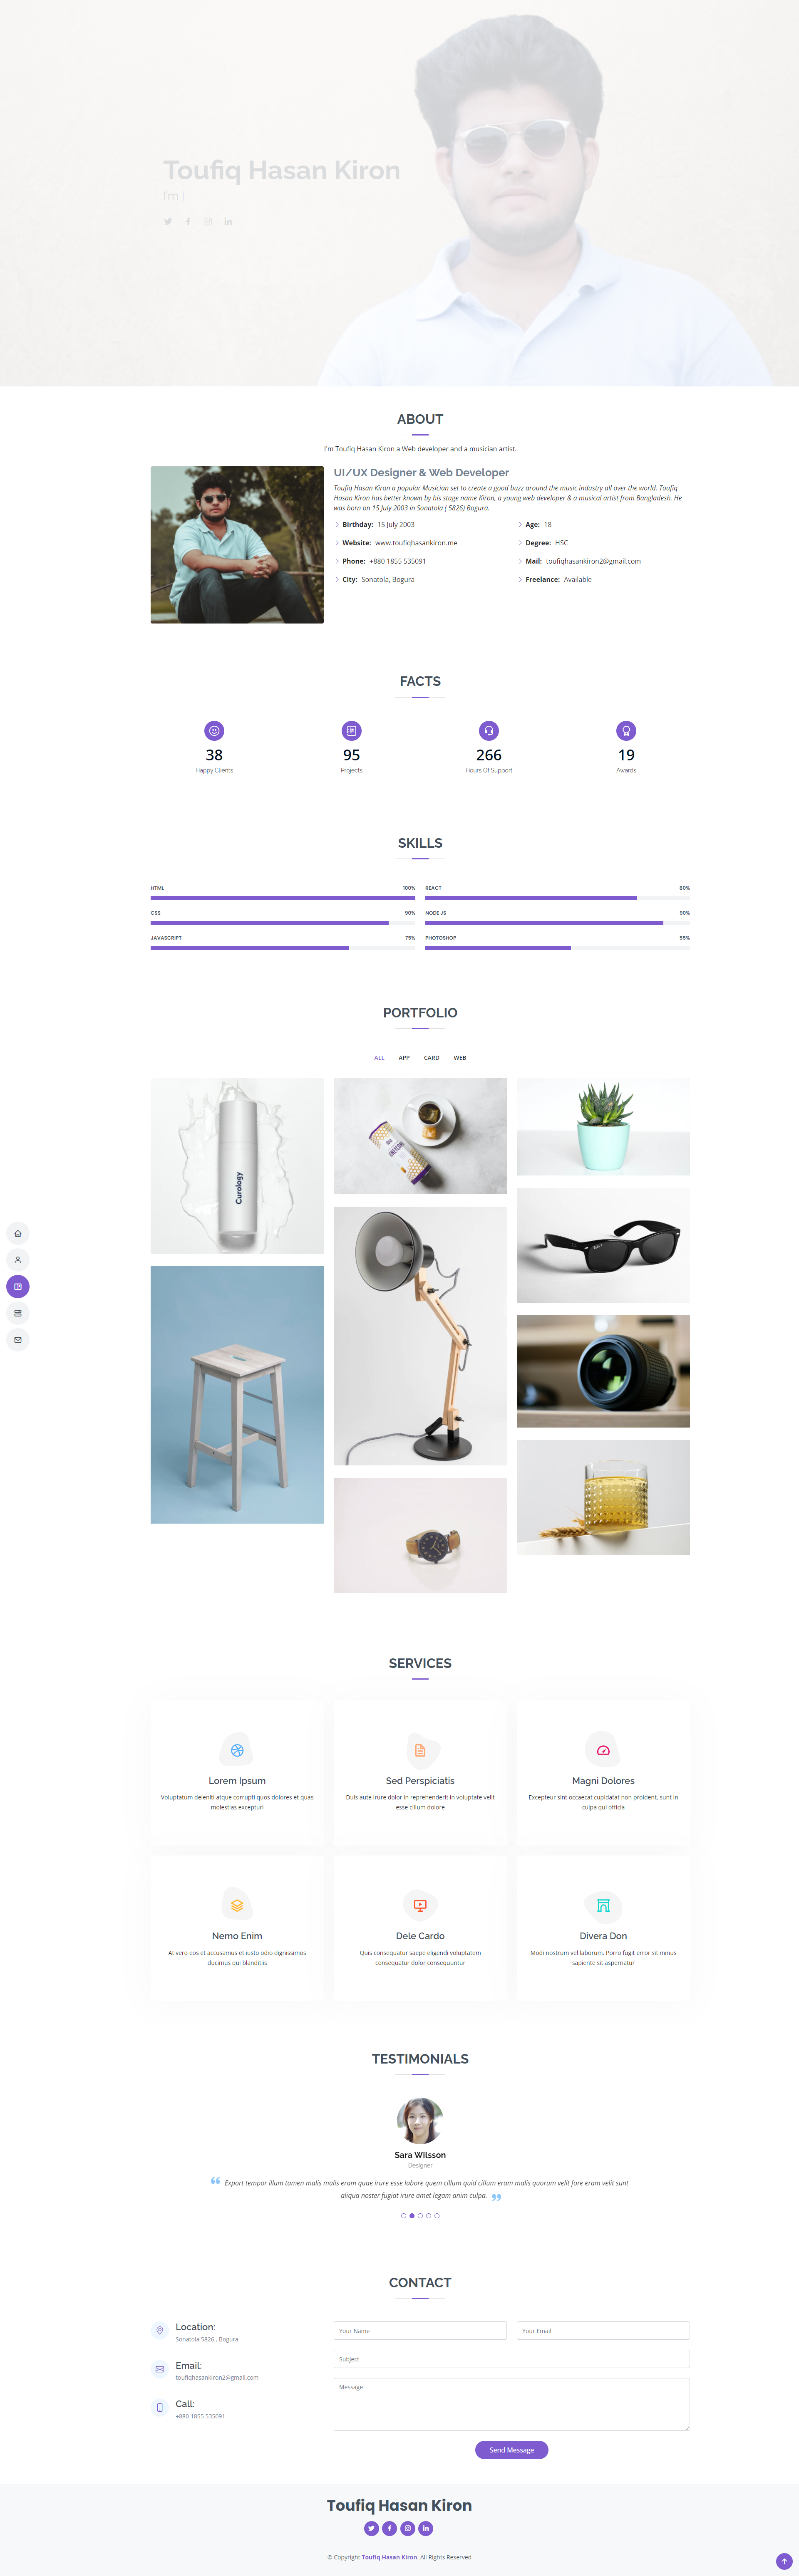 Toufiq Hasan Kiron
I'm |
ABOUT
I'm Toufiq Hasan Kiron a Web developer and a musician artist.
UI/UX Designer & Web Developer
Toufiq Hasan Kiron a popular Musician set to create a good buzz around the music industry all over the world. Toufiq
Hasan Kiron has better known by his stage name Kiron, a young web developer & a musical artist from Bangladesh. He
was born on 15 July 2003 in Sonatola ( 5826) Bogura.
Birthday: 15 July 2003
Age: 18
Website: www.toufiqhasankiron.me
Degree: HSC
Phone: +880 1855 535091
Mail: toufiqhasankiron2@gmail.com
City: Sonatola, Bogura
Freelance: Available
FACTS
38
Happy Clients
95
Projects
266
Hours Of Support
19
Awards
SKILLS
HTML 100%
REACT 80%
CSS 90%
NODE JS 90%
JAVASCRIPT 75%
PHOTOSHOP 55%
PORTFOLIO
ALL APP CARD WEB
Curology
SERVICES
Lorem Ipsum
Voluptatum deleniti atque corrupti quos dolores et quas
molestias excepturi
Sed Perspiciatis
Duis aute irure dolor in reprehenderit in voluptate velit
esse cillum dolore
Magni Dolores
Excepteur sint occaecat cupidatat non proident, sunt in
culpa qui officia
Nemo Enim
At vero eos et accusamus et iusto odio dignissimos
ducimus qui blanditiis
Dele Cardo
Quis consequatur saepe eligendi voluptatem
consequatur dolor consequuntur
Divera Don
Modi nostrum vel laborum. Porro fugit error sit minus
sapiente sit aspernatur
TESTIMONIALS
Sara Wilsson
Designer
Export tempor illum tamen malis malis eram quae irure esse labore quem cillum quid cillum eram malis quorum velit fore eram velit sunt
aliqua noster fugiat irure amet legam anim culpa.
CONTACT
Location:
Sonatola 5826 , Bogura
Email:
toufiqhasankiron2@gmail.com
Call:
+880 1855 535091
Your Name
Your Email
Subject
Message
Send Message
Toufiq Hasan Kiron
© Copyright Toufiq Hasan Kiron. All Rights Reserved